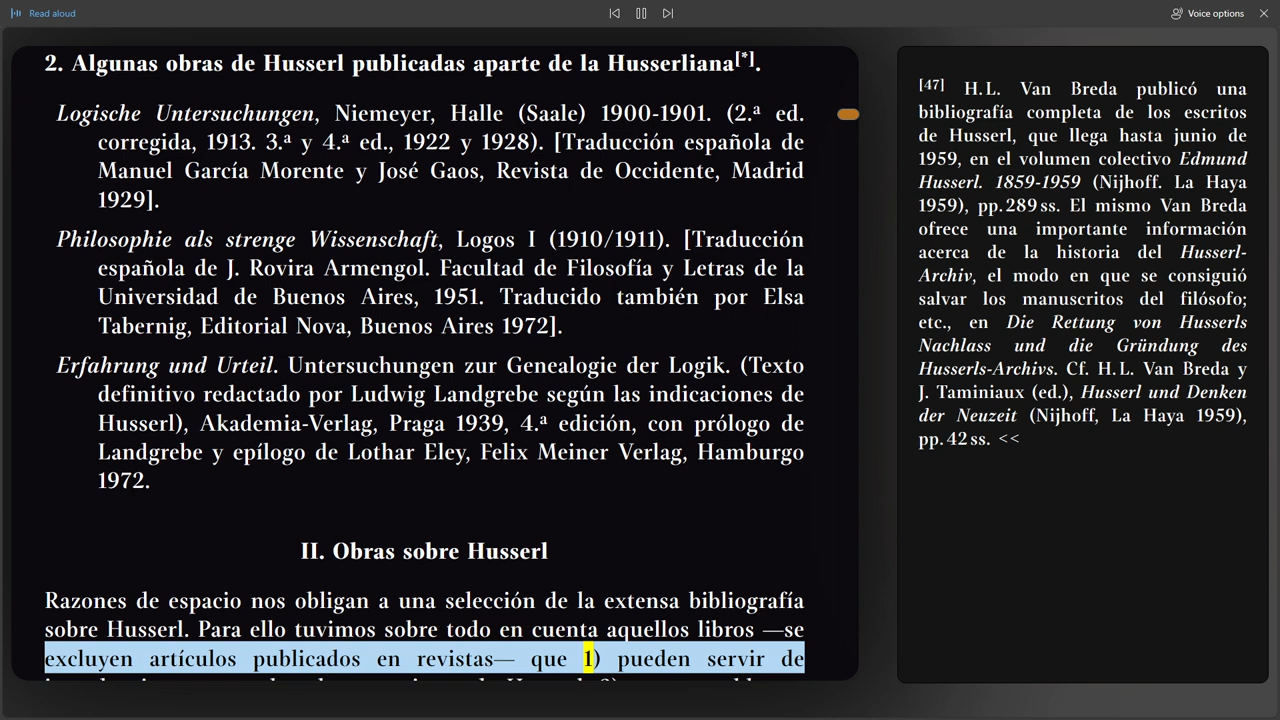 Read aloud
Voice options
2. Algunas obras de Husserl publicadas aparte de la Husserliana[*].
Logische Untersuchungen, Niemeyer, Halle (Saale) 1900-1901. (2.ª ed.
corregida, 1913. 3.ª y 4.ª ed., 1922 y 1928). [Traducción española de
Manuel García Morente y José Gaos, Revista de Occidente, Madrid
1929].
Philosophie als strenge Wissenschaft, Logos I (1910/1911). [Traducción
española de J. Rovira Armengol. Facultad de Filosofía y Letras de la
Universidad de Buenos Aires, 1951. Traducido también por Elsa
Tabernig, Editorial Nova, Buenos Aires 1972].
Erfahrung und Urteil. Untersuchungen zur Genealogie der Logik. (Texto
definitivo redactado por Ludwig Landgrebe según las indicaciones de
Husserl), Akademia-Verlag, Praga 1939, 4.ª edición, con prólogo de
Landgrebe y epílogo de Lothar Eley, Felix Meiner Verlag, Hamburgo
1972.
II. Obras sobre Husserl
Razones de espacio nos obligan a una selección de la extensa bibliografía
sobre Husserl. Para ello tuvimos sobre todo en cuenta aquellos libros —se
excluyen artículos publicados en revistas— que 1) pueden servir de
[47] H. L. Van Breda publicó una
bibliografía completa de los escritos
de Husserl, que llega hasta junio de
1959, en el volumen colectivo Edmund
Husserl. 1859-1959 (Nijhoff. La Haya
1959), pp. 289 ss. El mismo Van Breda
ofrece una importante información
acerca de la historia del Husserl-
Archiv, el modo en que se consiguió
salvar los manuscritos del filósofo;
etc., en Die Rettung von Husserls
Nachlass und die Gründung des
Husserls-Archivs. Cf. H. L. Van Breda y
J. Taminiaux (ed.), Husserl und Denken
der Neuzeit (Nijhoff, La Haya 1959),
pp. 42 ss. <<